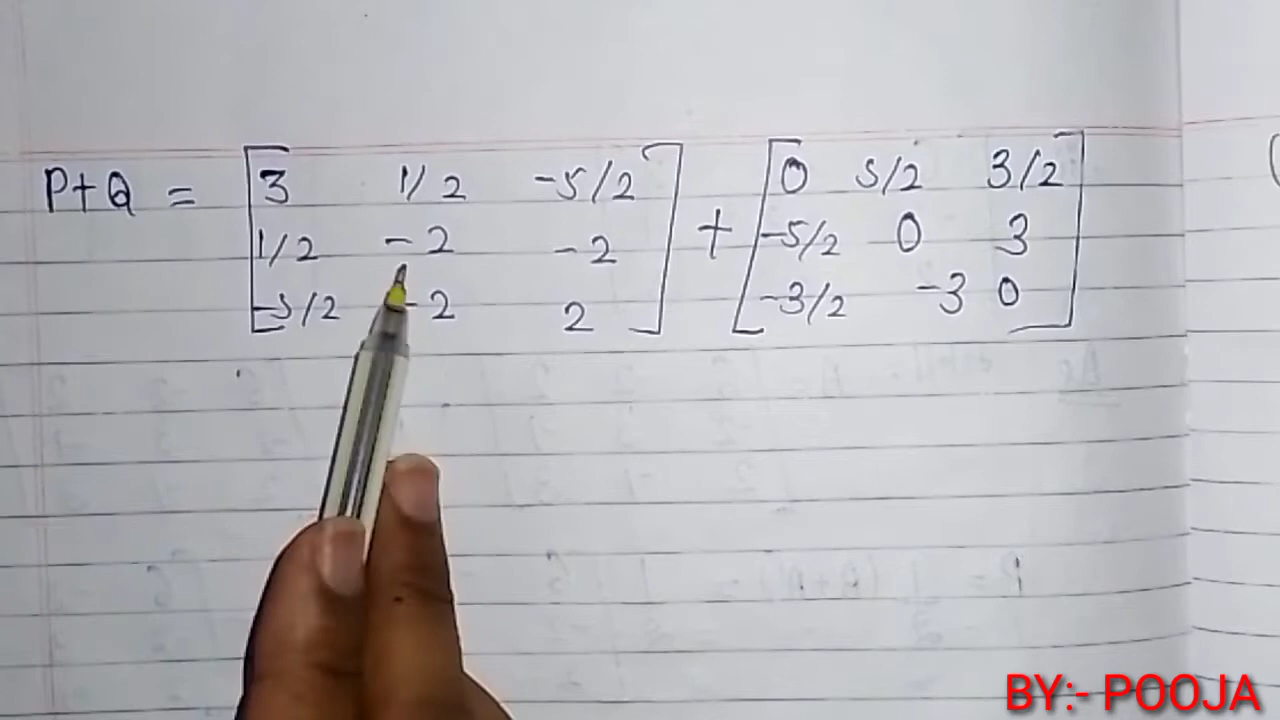 P+Q = [3 1/2 -5/2] + [0 5/2 3/2]
[1/2 -2 -2] [-5/2 0 3]
[-5/2 -2 2] [-3/2 -3 0]
BY:- POOJA